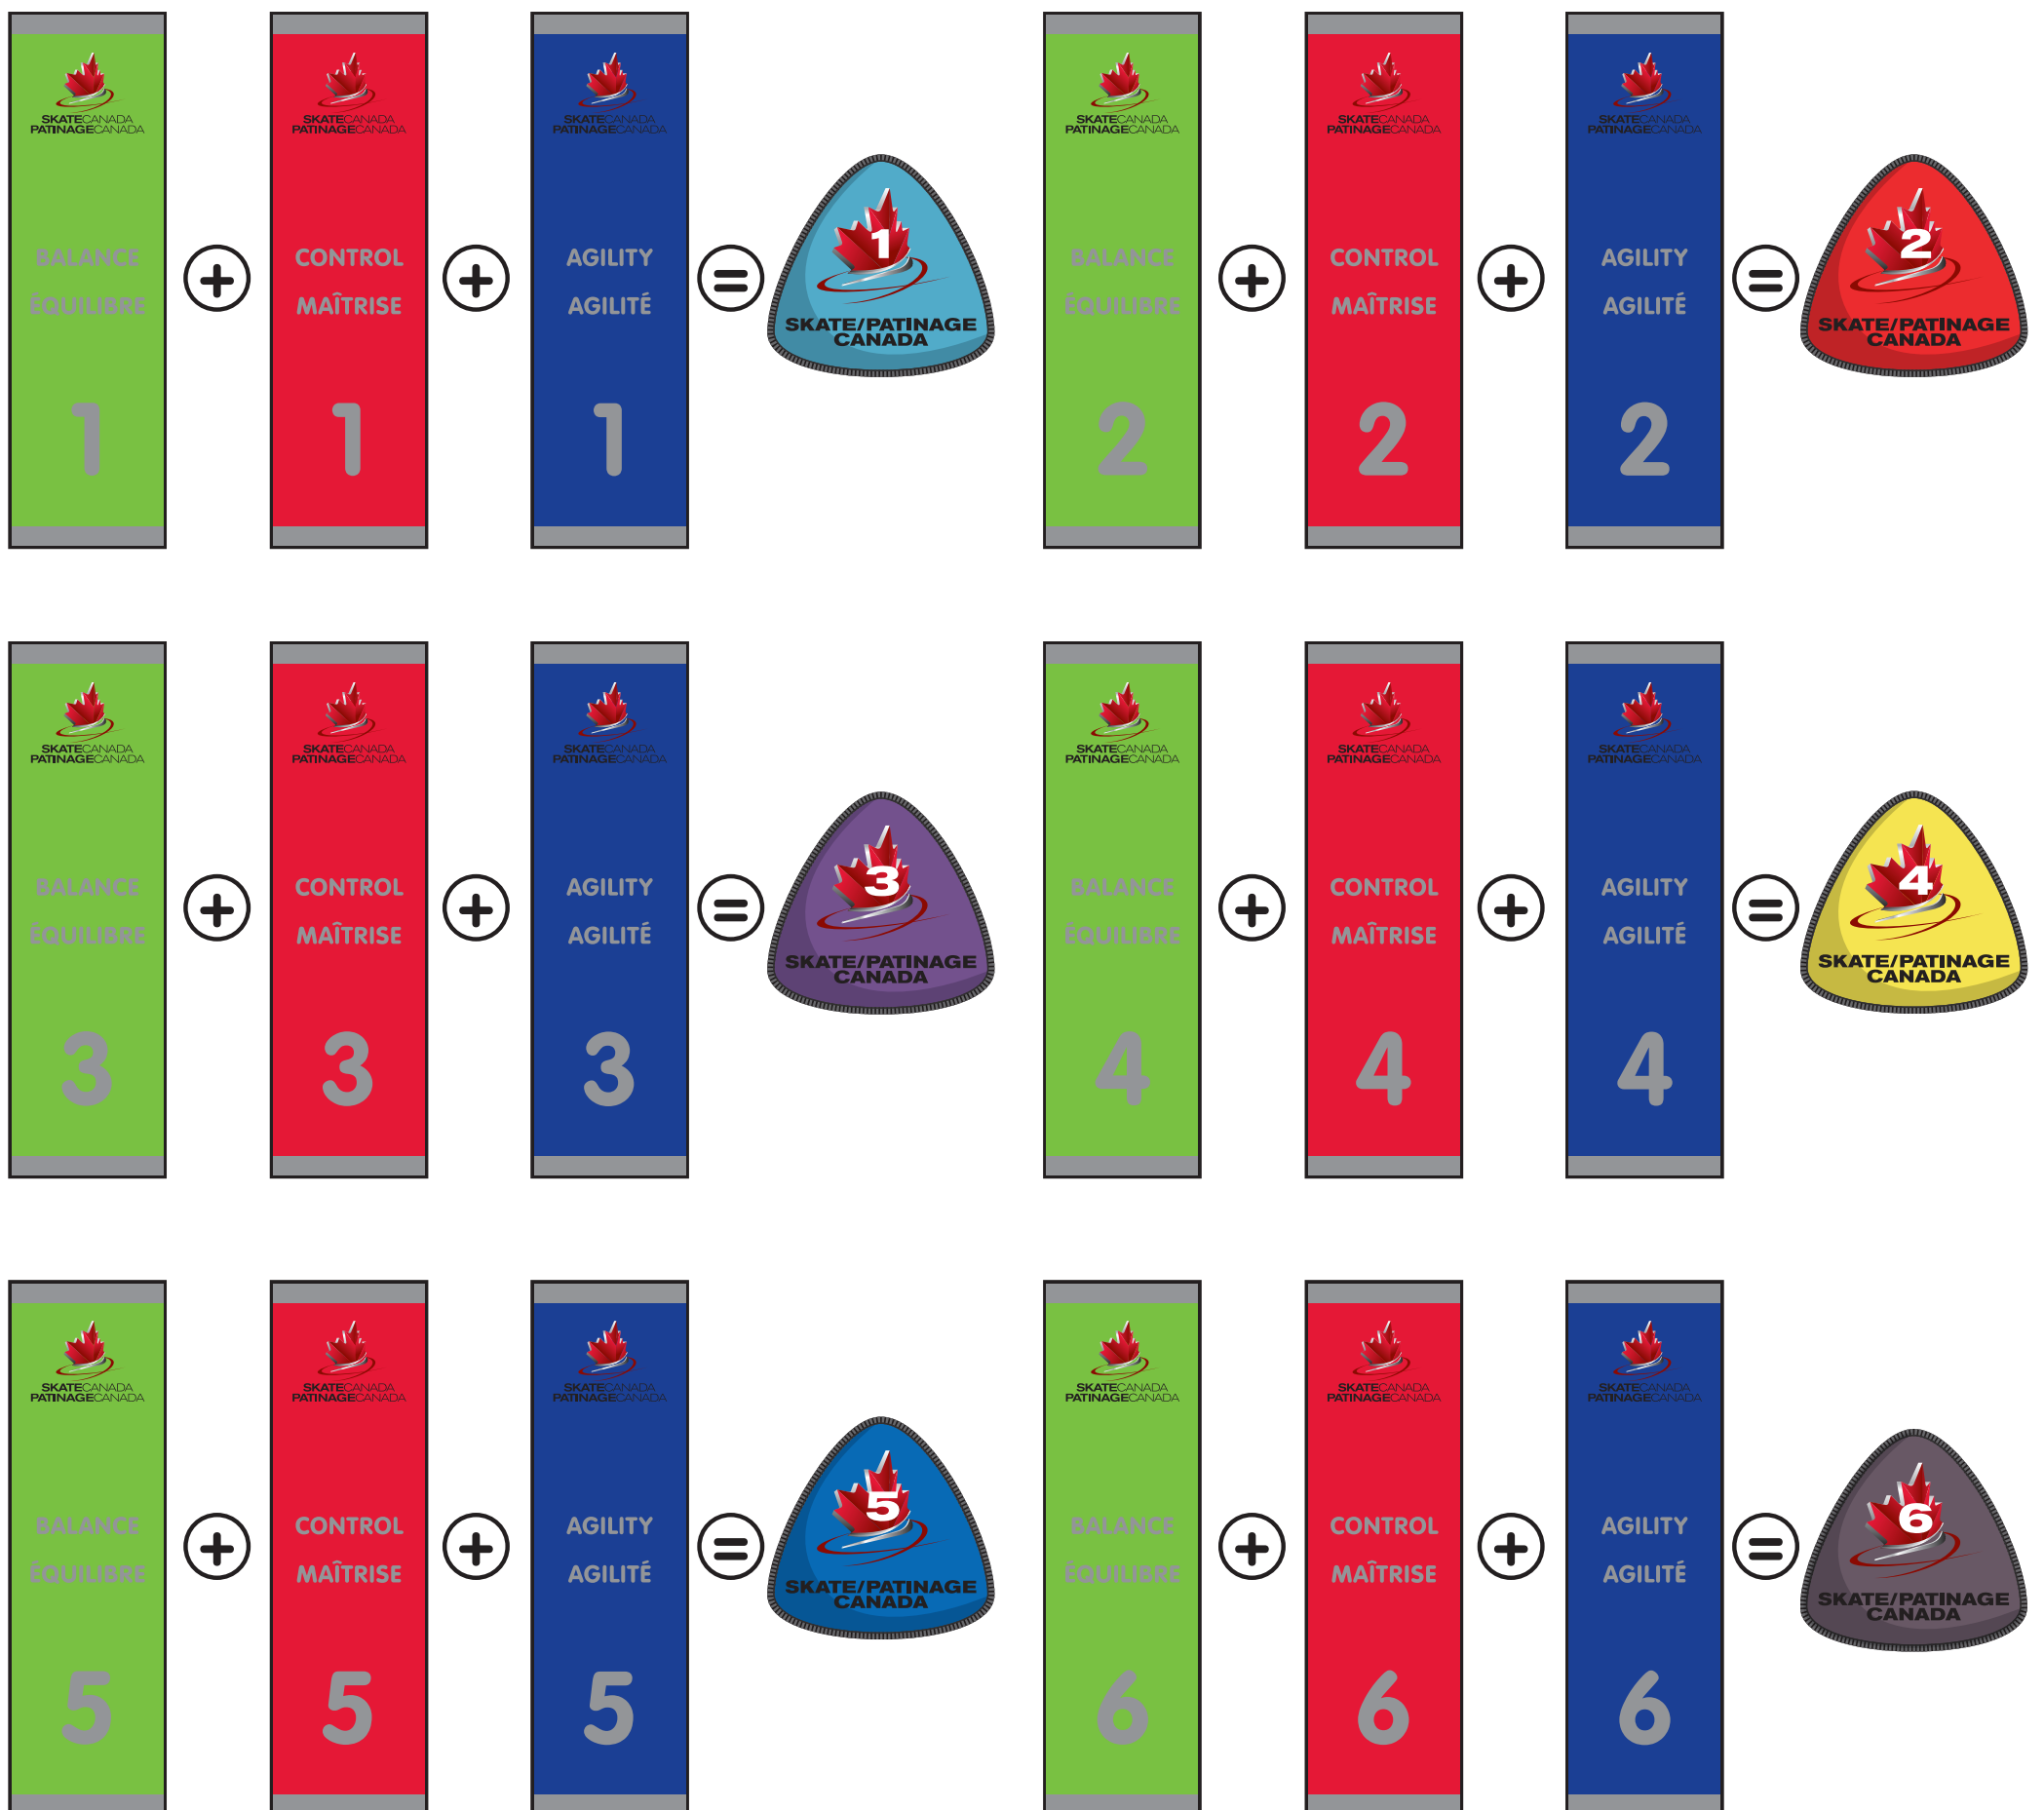 SKATECANADA
PATINAGECANADA
BALANCE
ÉQUILIBRE
1
+
SKATECANADA
PATINAGECANADA
CONTROL
MAÎTRISE
1
+
SKATECANADA
PATINAGECANADA
AGILITY
AGILITÉ
1
=
1
SKATE/PATINAGE
CANADA
SKATECANADA
PATINAGECANADA
BALANCE
ÉQUILIBRE
2
+
SKATECANADA
PATINAGECANADA
CONTROL
MAÎTRISE
2
+
SKATECANADA
PATINAGECANADA
AGILITY
AGILITÉ
2
=
2
SKATE/PATINAGE
CANADA
SKATECANADA
PATINAGECANADA
BALANCE
ÉQUILIBRE
3
+
SKATECANADA
PATINAGECANADA
CONTROL
MAÎTRISE
3
+
SKATECANADA
PATINAGECANADA
AGILITY
AGILITÉ
3
=
3
SKATE/PATINAGE
CANADA
SKATECANADA
PATINAGECANADA
BALANCE
ÉQUILIBRE
4
+
SKATECANADA
PATINAGECANADA
CONTROL
MAÎTRISE
4
+
SKATECANADA
PATINAGECANADA
AGILITY
AGILITÉ
4
=
4
SKATE/PATINAGE
CANADA
SKATECANADA
PATINAGECANADA
BALANCE
ÉQUILIBRE
5
+
SKATECANADA
PATINAGECANADA
CONTROL
MAÎTRISE
5
+
SKATECANADA
PATINAGECANADA
AGILITY
AGILITÉ
5
=
5
SKATE/PATINAGE
CANADA
SKATECANADA
PATINAGECANADA
BALANCE
ÉQUILIBRE
6
+
SKATECANADA
PATINAGECANADA
CONTROL
MAÎTRISE
6
+
SKATECANADA
PATINAGECANADA
AGILITY
AGILITÉ
6
=
6
SKATE/PATINAGE
CANADA